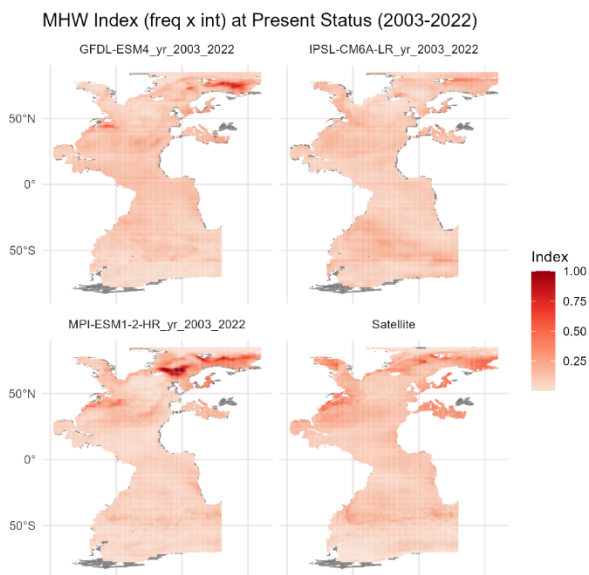 MHW Index (freq x int) at Present Status (2003-2022)
GFDL-ESM4_yr_2003_2022
IPSL-CM6A-LR_yr_2003_2022
50°N
0°
50°S
Index
1.00
0.75
0.50
0.25
MPI-ESM1-2-HR_yr_2003_2022
Satellite
50°N
0°
50°S